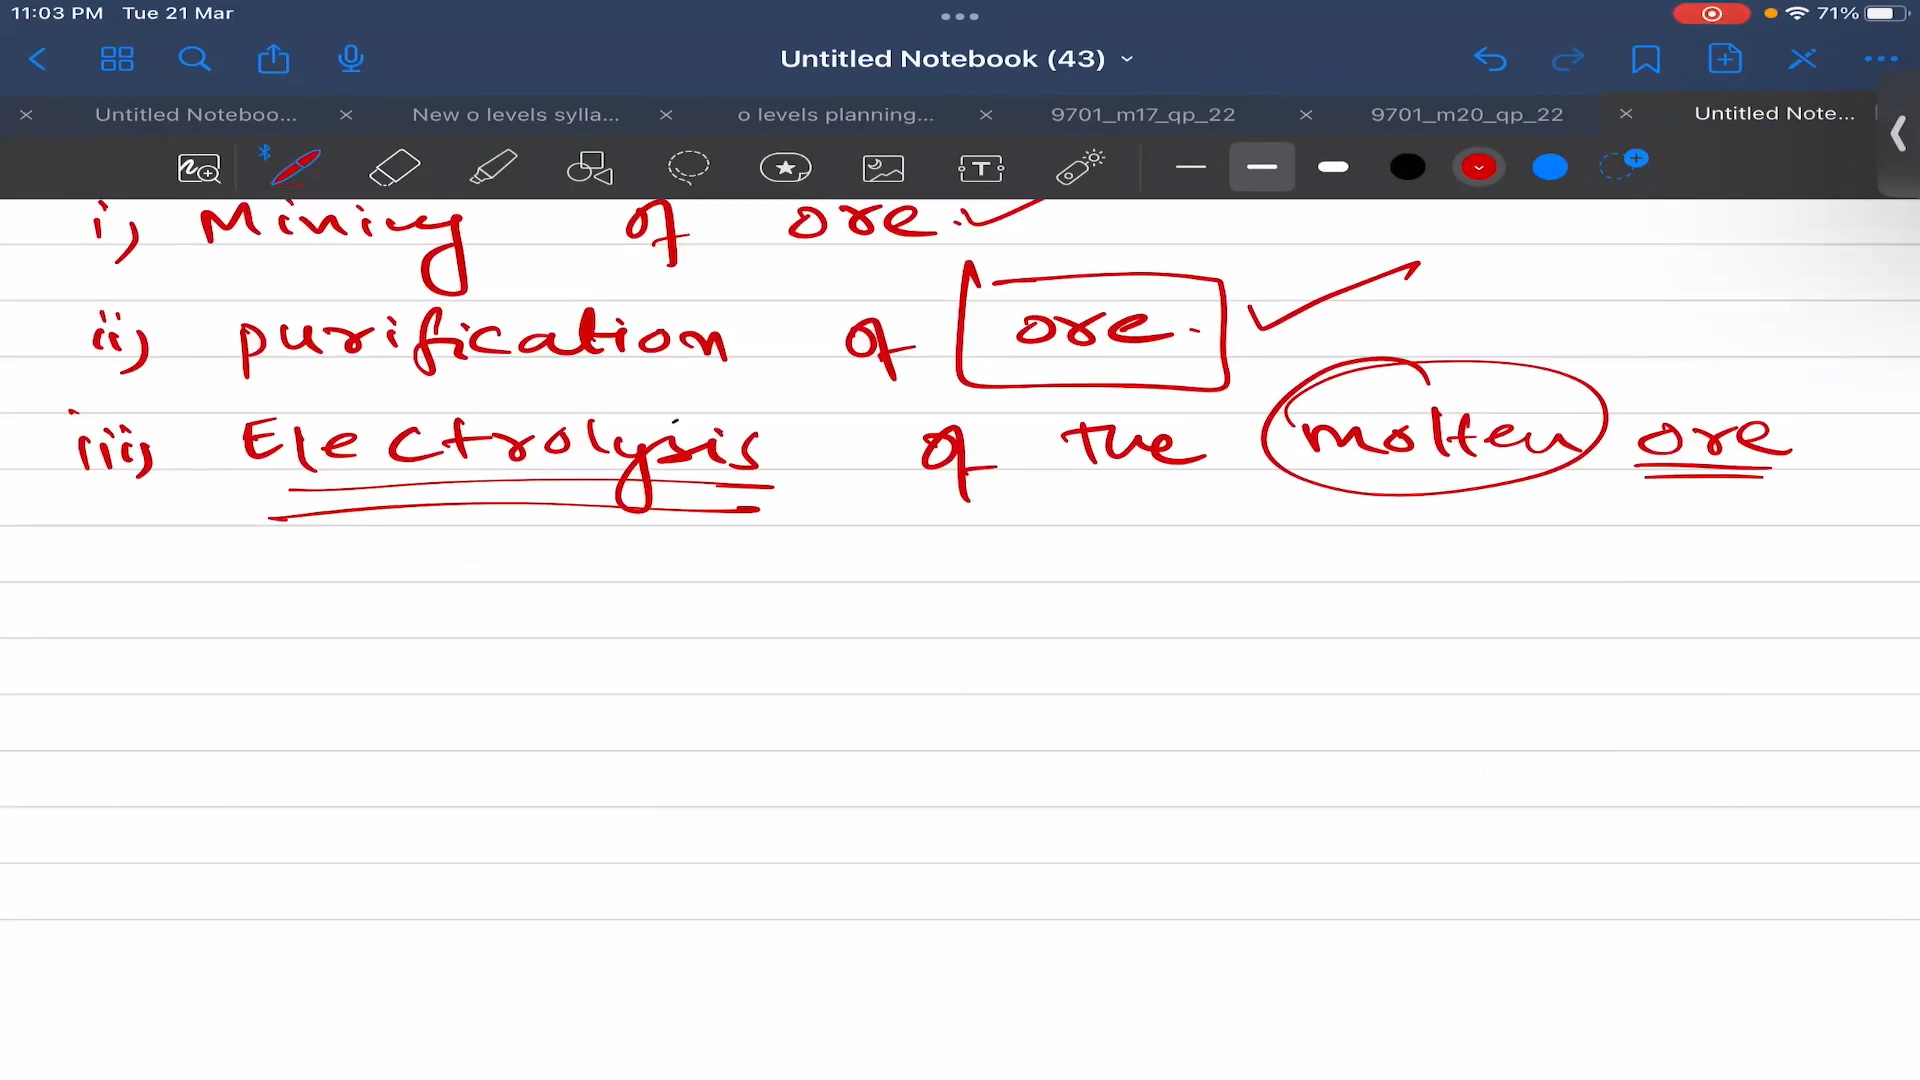 11:03 PM Tue 21 Mar 71%
Untitled Notebook (43)
Untitled Noteboo... New o levels sylla... o levels planning... 9701_m17_qp_22 9701_m20_qp_22 Untitled Note...
i) Mining of ore.
ii) purification of ore.
iii) Electrolysis of the molten ore